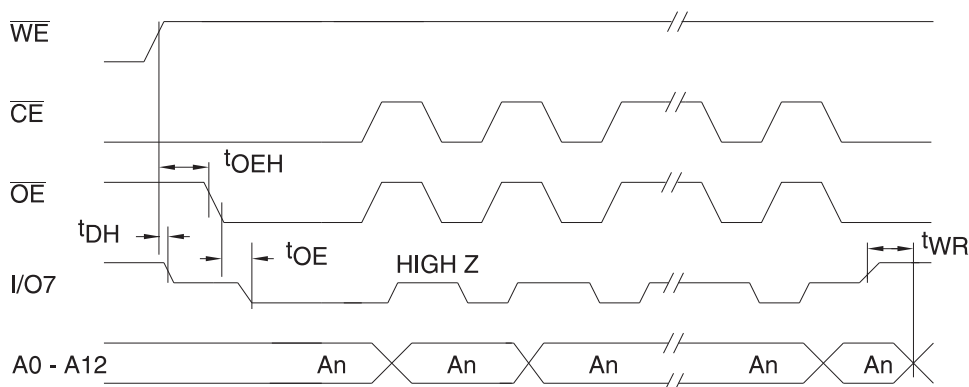 WE
CE
tOEH
OE
tDH
tOE
tWR
HIGH Z
I/O7
A0 - A12 An An An An An